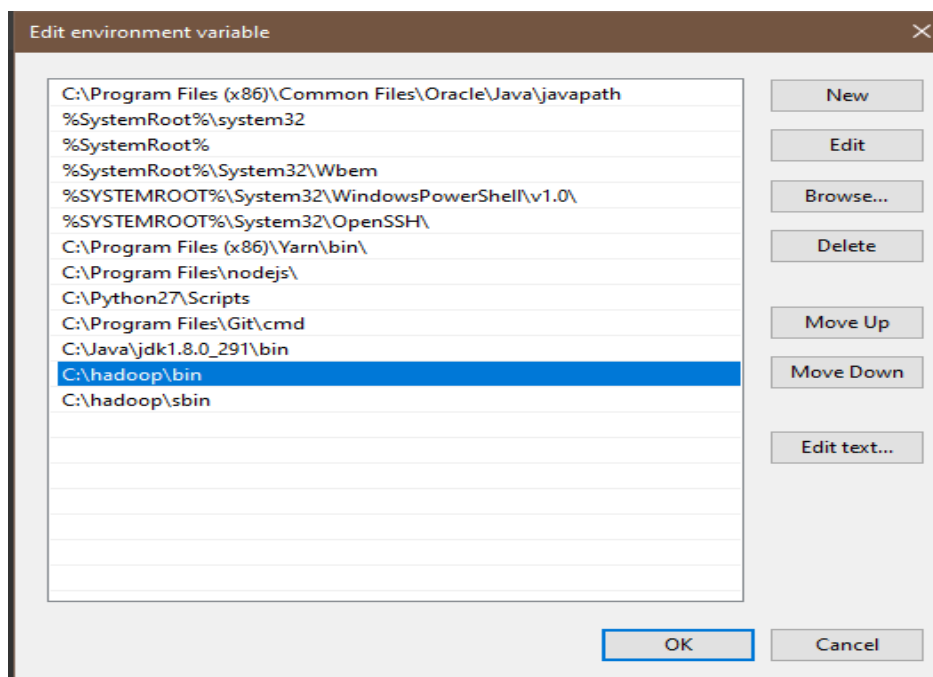 Edit environment variable
C:\Program Files (x86)\Common Files\Oracle\Java\javapath
%SystemRoot%\system32
%SystemRoot%
%SystemRoot%\System32\Wbem
%SYSTEMROOT%\System32\WindowsPowerShell\v1.0\
%SYSTEMROOT%\System32\OpenSSH\
C:\Program Files (x86)\Yarn\bin\
C:\Program Files\nodejs\
C:\Python27\Scripts
C:\Program Files\Git\cmd
C:\Java\jdk1.8.0_291\bin
C:\hadoop\bin
C:\hadoop\sbin
New
Edit
Browse...
Delete
Move Up
Move Down
Edit text...
OK
Cancel